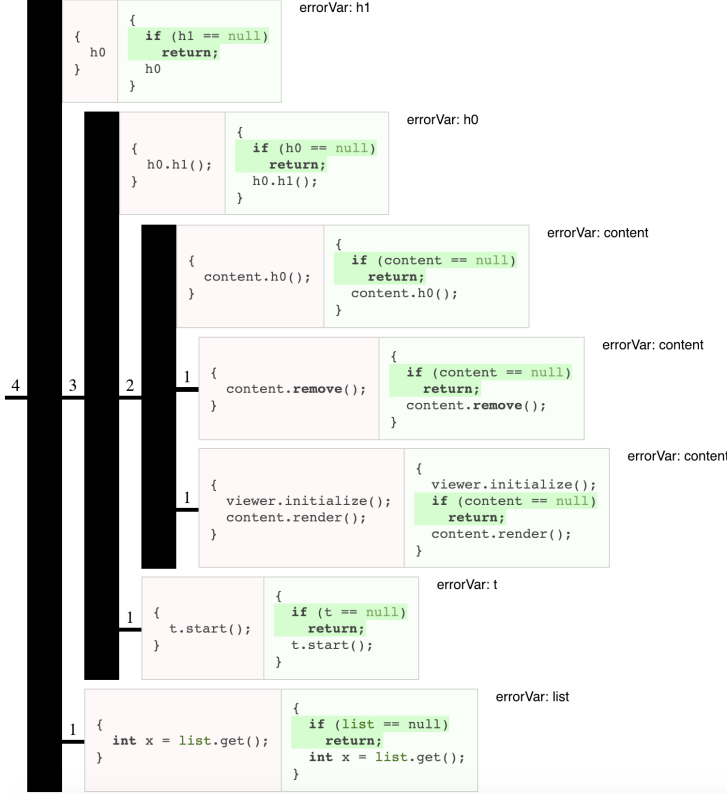 errorVar: h1
{
h0
}
{
if (h1 == null)
return;
h0
}
errorVar: h0
{
h0.h1();
}
{
if (h0 == null)
return;
h0.h1();
}
errorVar: content
{
content.h0();
}
{
if (content == null)
return;
content.h0();
}
errorVar: content
4
3
2
1
{
content.remove();
}
{
if (content == null)
return;
content.remove();
}
errorVar: content
1
{
viewer.initialize();
content.render();
}
{
viewer.initialize();
if (content == null)
return;
content.render();
}
errorVar: t
1
{
t.start();
}
{
if (t == null)
return;
t.start();
}
errorVar: list
1
{
int x = list.get();
}
{
if (list == null)
return;
int x = list.get();
}